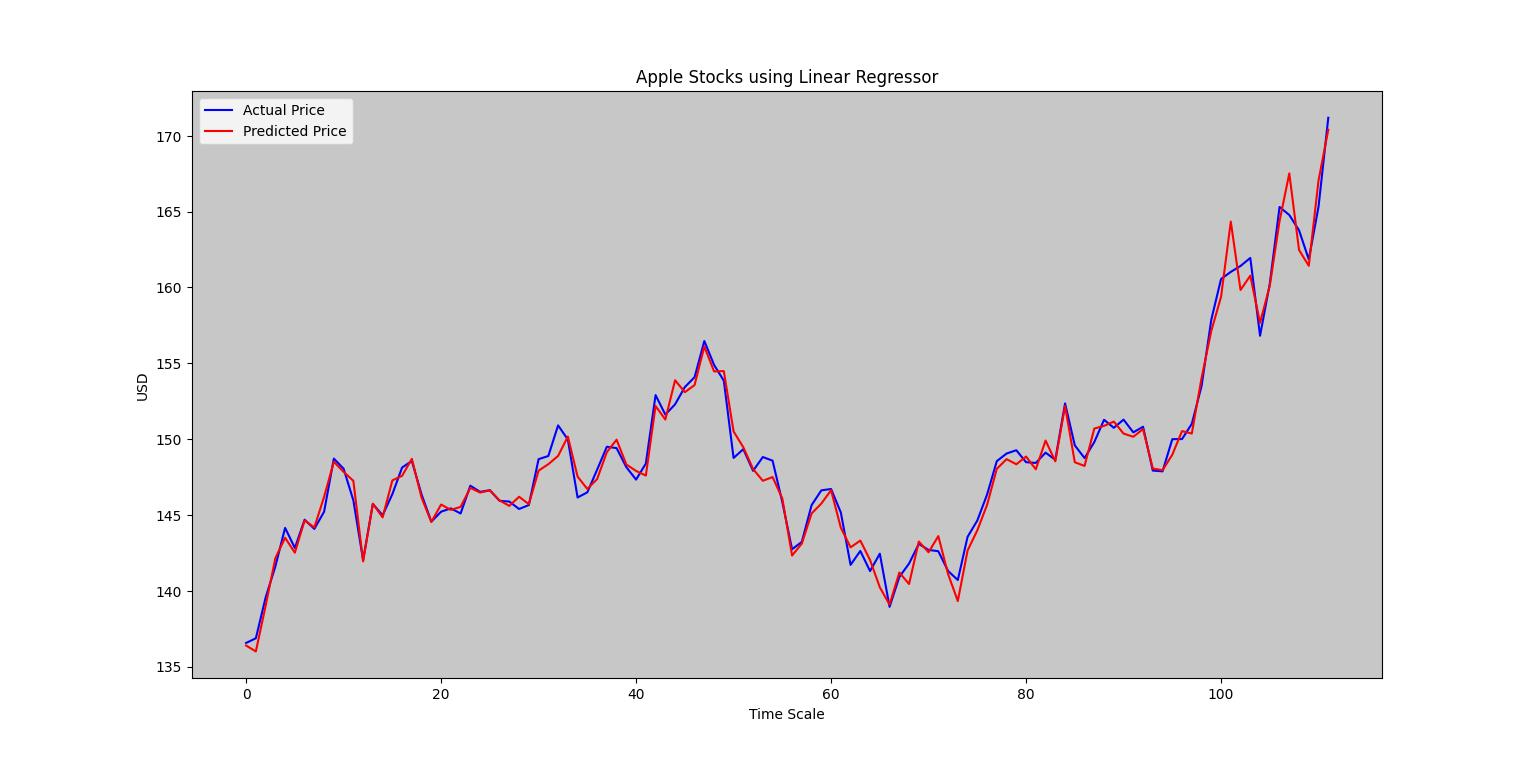 Apple Stocks using Linear Regressor
Actual Price
Predicted Price
170
165
160
155
150
145
140
135
USD
0 20 40 60 80 100
Time Scale